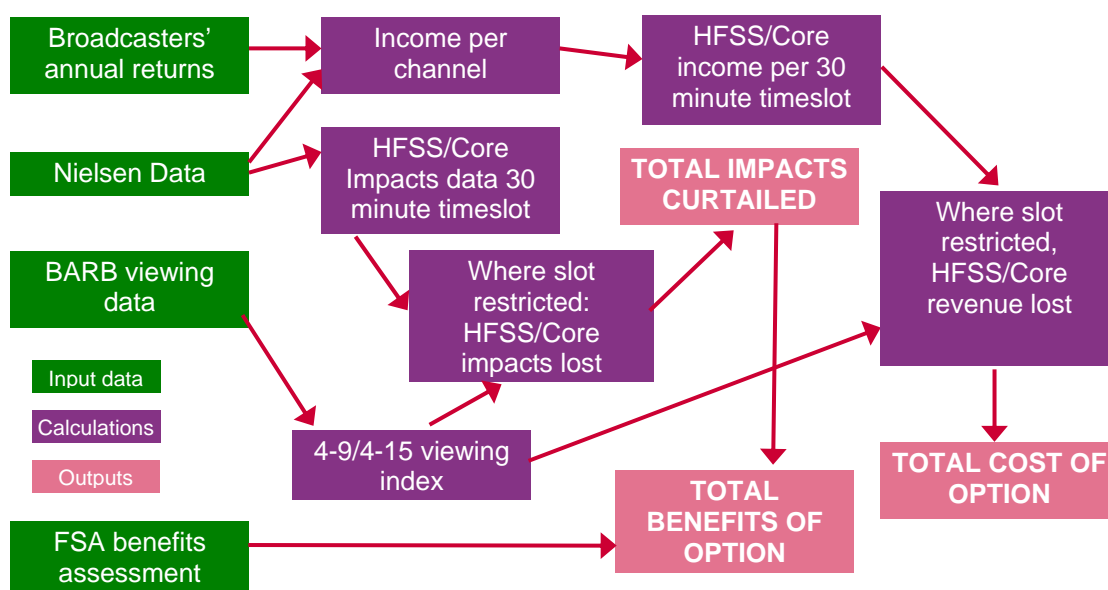 Broadcasters'
annual returns
Income per
channel
HFSS/Core
income per 30
minute timeslot
Nielsen Data
HFSS/Core
Impacts data 30
minute timeslot
TOTAL IMPACTS
CURTAILED
Where slot
restricted,
HFSS/Core
revenue lost
BARB viewing
data
Where slot
restricted:
HFSS/Core
impacts lost
Input data
Calculations
Outputs
4-9/4-15 viewing
index
TOTAL COST OF
OPTION
TOTAL
BENEFITS OF
OPTION
FSA benefits
assessment